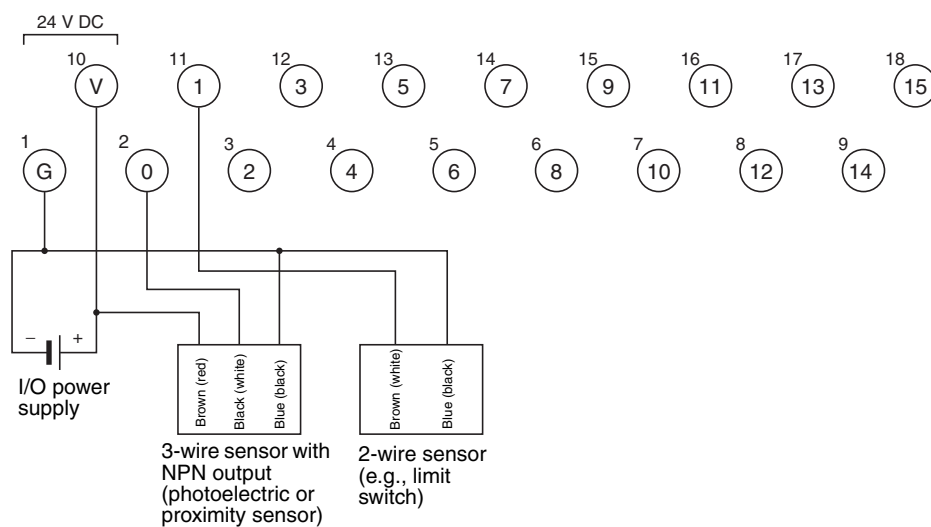 24 V DC
10 11 12 13 14 15 16 17 18
V 1 3 5 7 9 11 13 15
1 2 3 4 5 6 7 8 9
G 0 2 4 6 8 10 12 14
− +
I/O power
supply
Brown (red)
Black (white)
Blue (black)
Brown (white)
Blue (black)
3-wire sensor with
NPN output
(photoelectric or
proximity sensor)
2-wire sensor
(e.g., limit
switch)